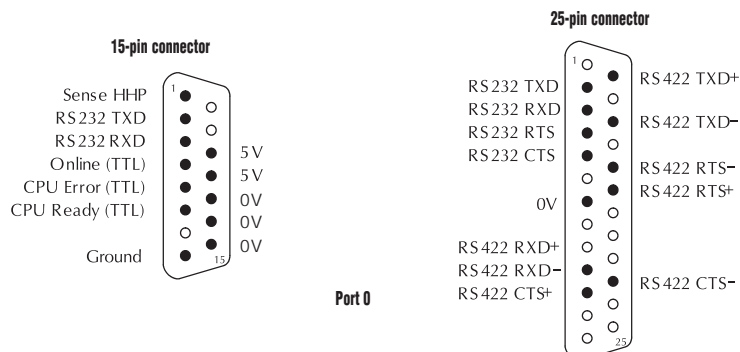 15-pin connector
1
Sense HHP
RS232 TXD
RS232 RXD
Online (TTL)
CPU Error (TTL)
CPU Ready (TTL)
Ground
5V
5V
0V
0V
0V
15
Port 0
25-pin connector
1
RS232 TXD
RS232 RXD
RS232 RTS
RS232 CTS
0V
RS422 RXD+
RS422 RXD−
RS422 CTS+
RS422 TXD+
RS422 TXD−
RS422 RTS−
RS422 RTS+
RS422 CTS−
25